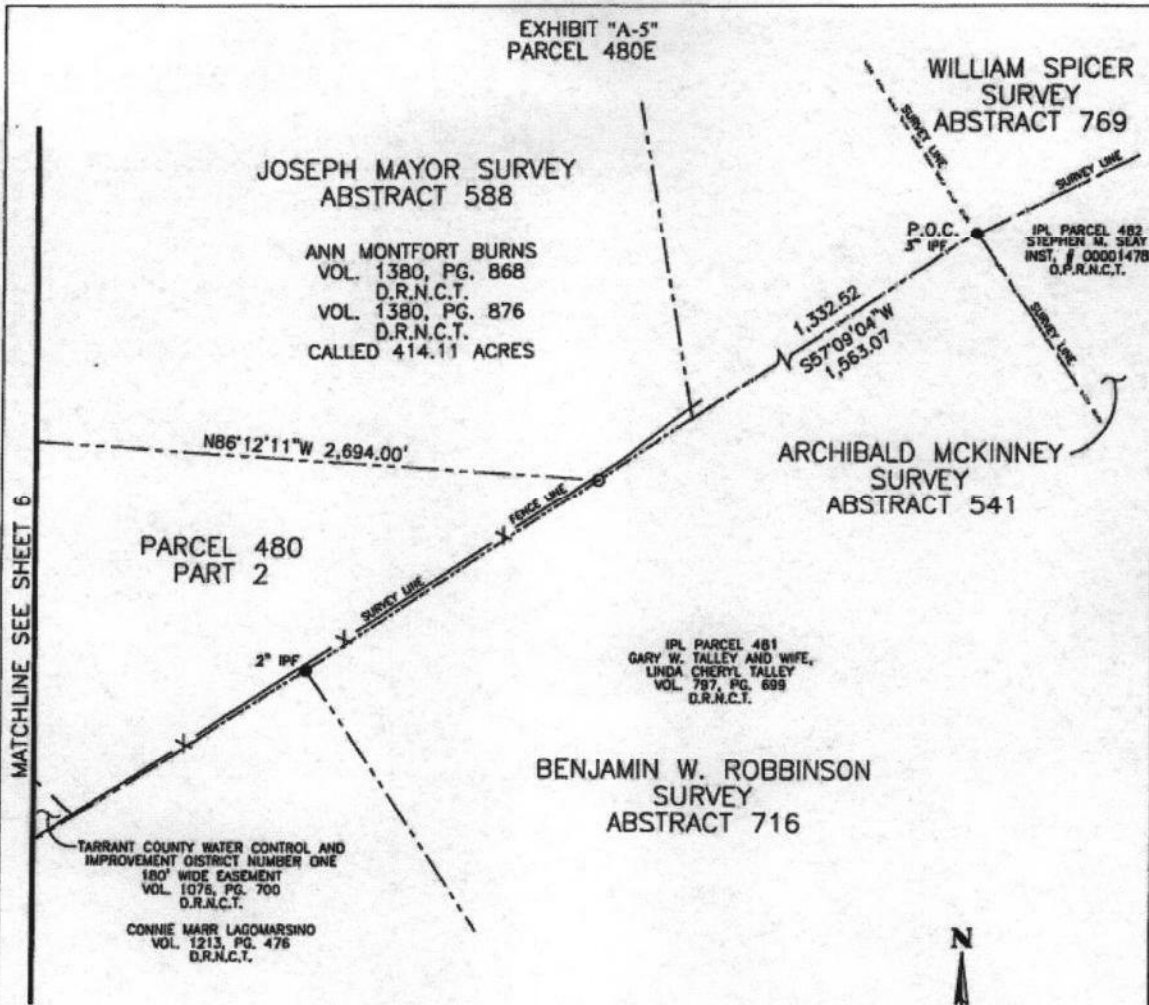 EXHIBIT "A-5"
PARCEL 480E
WILLIAM SPICER
SURVEY
ABSTRACT 769
SURVEY LINE
SURVEY LINE
JOSEPH MAYOR SURVEY
ABSTRACT 588
P.O.C.
3" IPF
IPL PARCEL 482
STEPHEN M. SEAY
INST. # 00001478
O.P.R.N.C.T.
ANN MONTFORT BURNS
VOL. 1380, PG. 868
D.R.N.C.T.
VOL. 1380, PG. 876
D.R.N.C.T.
CALLED 414.11 ACRES
1,332.52
S57°09'04"W
1,563.07
SURVEY LINE
N86°12'11"W 2,694.00'
ARCHIBALD MCKINNEY
SURVEY
ABSTRACT 541
MATCHLINE SEE SHEET 6
FENCE LINE
PARCEL 480
PART 2
SURVEY LINE
2" IPF
IPL PARCEL 481
GARY W. TALLEY AND WIFE,
LINDA CHERYL TALLEY
VOL. 797, PG. 699
D.R.N.C.T.
BENJAMIN W. ROBBINSON
SURVEY
ABSTRACT 716
TARRANT COUNTY WATER CONTROL AND
IMPROVEMENT DISTRICT NUMBER ONE
180' WIDE EASEMENT
VOL. 1076, PG. 700
D.R.N.C.T.
CONNIE MARR LAGOMARSINO
VOL. 1213, PG. 476
D.R.N.C.T.
N